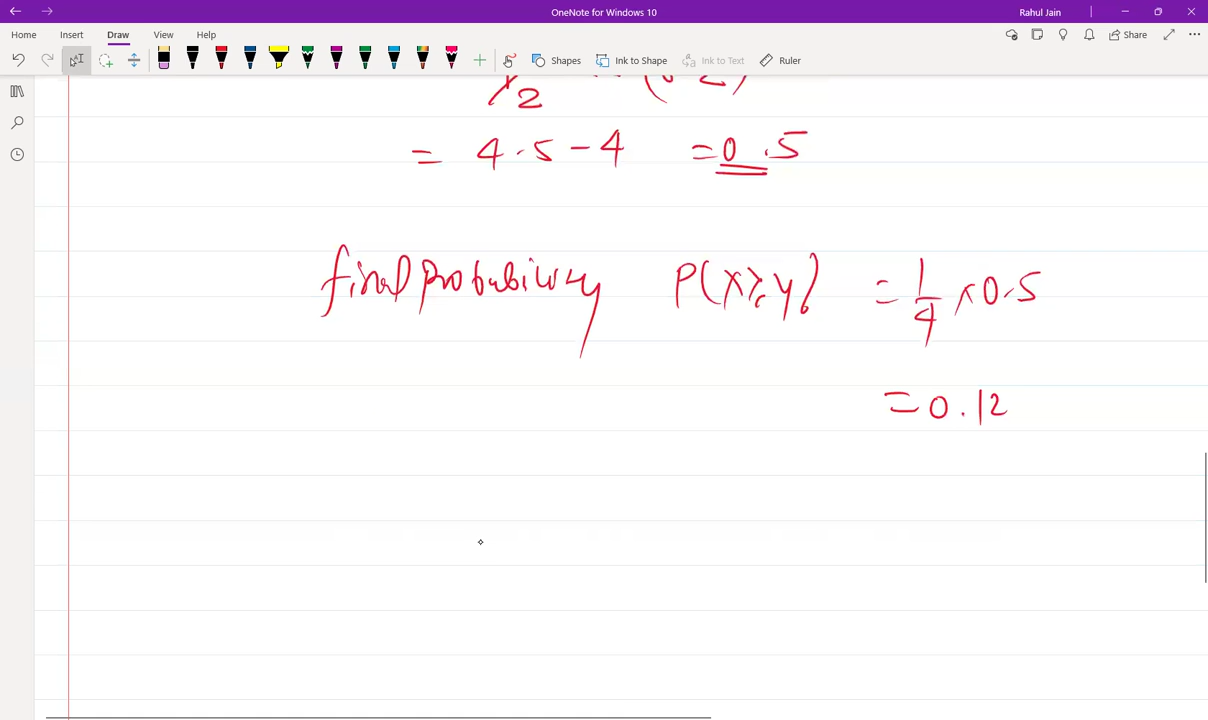 OneNote for Windows 10
Rahul Jain
Home Insert Draw View Help
Share
Shapes Ink to Shape Ink to Text Ruler
2
= 4.5 - 4 = 0.5
final probability P(X ≥ Y) = 1/4 × 0.5
= 0.12